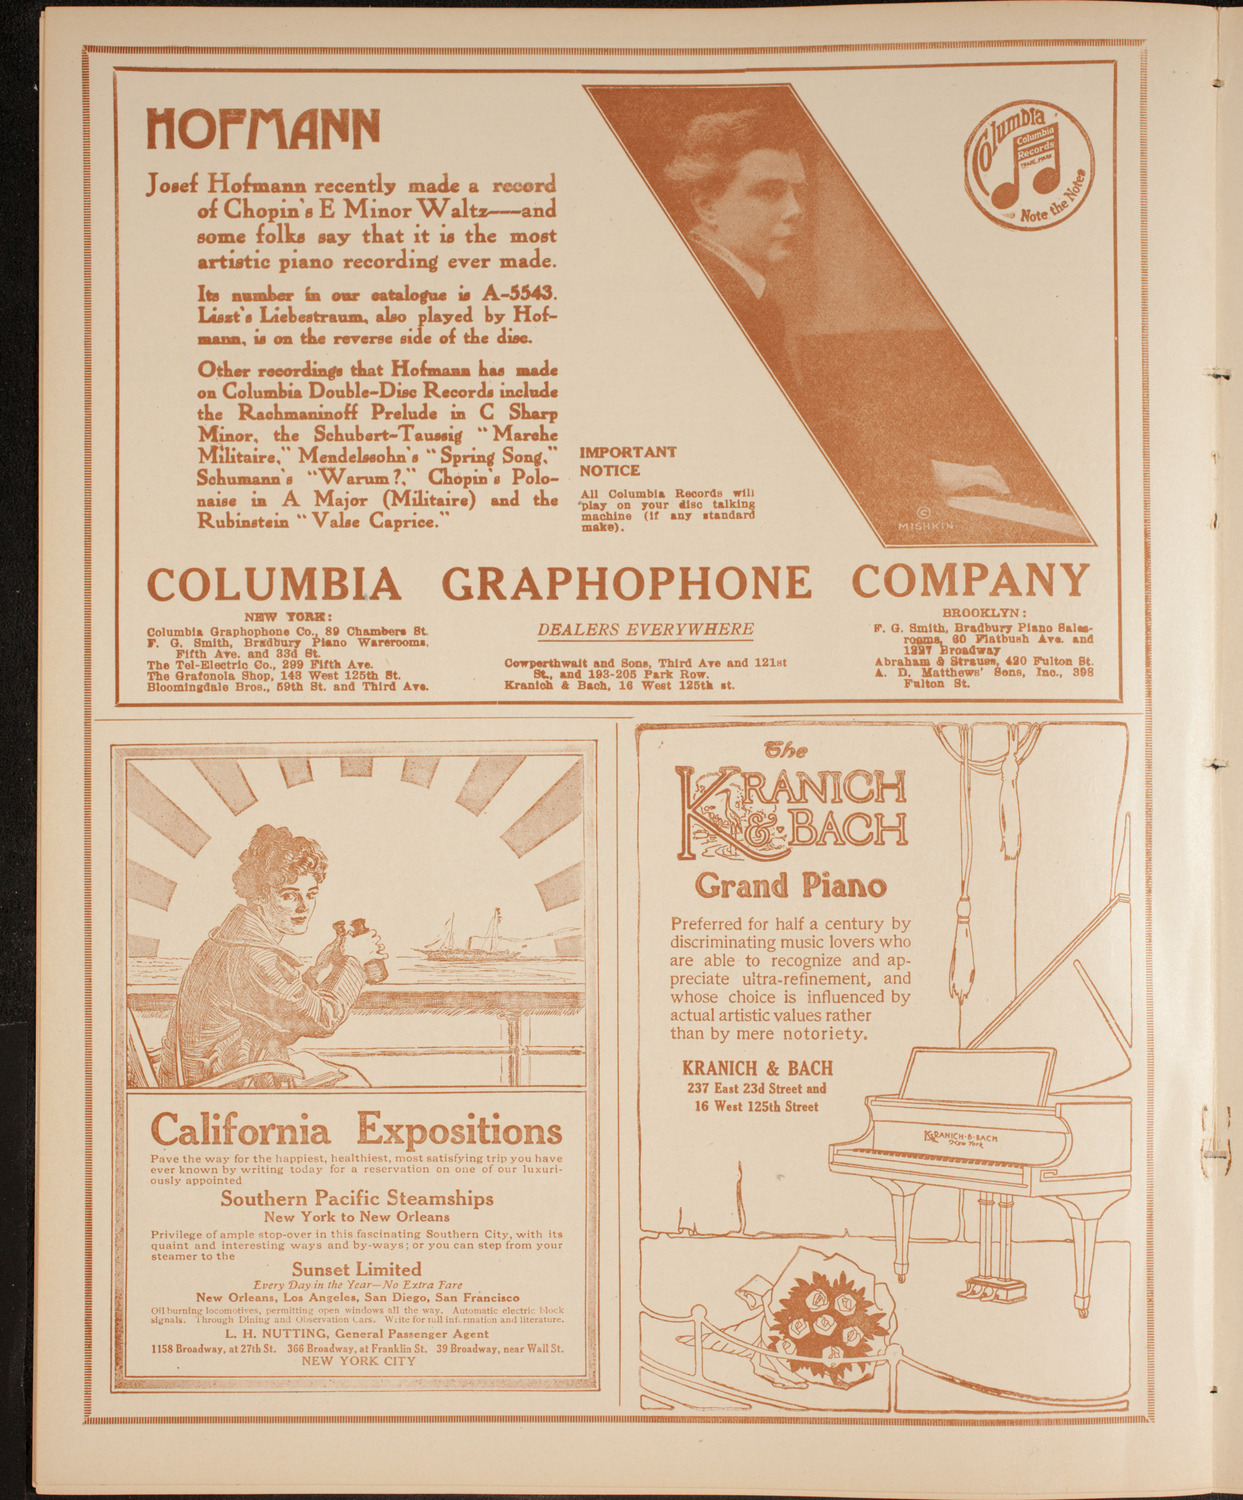 HOFMANN
Josef Hofmann recently made a record
of Chopin's E Minor Waltz—and
some folks say that it is the most
artistic piano recording ever made.
Its number in our catalogue is A-5543.
Liszt's Liebestraum, also played by Hof-
mann, is on the reverse side of the disc.
Other recordings that Hofmann has made
on Columbia Double-Disc Records include
the Rachmaninoff Prelude in C Sharp
Minor, the Schubert-Taussig "Marche
Militaire," Mendelssohn's "Spring Song,"
Schumann's "Warum?," Chopin's Polo-
naise in A Major (Militaire) and the
Rubinstein "Valse Caprice."
IMPORTANT
NOTICE
All Columbia Records will
play on your disc talking
machine (if any standard
make).
©
MISHKIN
Columbia
Columbia
Records
TRADE MARK
Note the Notes
COLUMBIA GRAPHOPHONE COMPANY
NEW YORK:
Columbia Graphophone Co., 89 Chambers St.
F. G. Smith, Bradbury Piano Warerooms,
Fifth Ave. and 33d St.
The Tel-Electric Co., 299 Fifth Ave.
The Grafonola Shop, 143 West 125th St.
Bloomingdale Bros., 59th St. and Third Ave.
DEALERS EVERYWHERE
Cowperthwait and Sons, Third Ave and 121st
St., and 193-205 Park Row.
Kranich & Bach, 16 West 125th st.
BROOKLYN:
F. G. Smith, Bradbury Piano Sales-
rooms, 60 Flatbush Ave. and
1227 Broadway
Abraham & Strauss, 420 Fulton St.
A. D. Matthews' Sons, Inc., 398
Fulton St.
California Expositions
Pave the way for the happiest, healthiest, most satisfying trip you have
ever known by writing today for a reservation on one of our luxuri-
ously appointed
Southern Pacific Steamships
New York to New Orleans
Privilege of ample stop-over in this fascinating Southern City, with its
quaint and interesting ways and by-ways; or you can step from your
steamer to the
Sunset Limited
Every Day in the Year—No Extra Fare
New Orleans, Los Angeles, San Diego, San Francisco
Oil burning locomotives, permitting open windows all the way. Automatic electric block
signals. Through Dining and Observation Cars. Write for full information and literature.
L. H. NUTTING, General Passenger Agent
1158 Broadway, at 27th St. 366 Broadway, at Franklin St. 39 Broadway, near Wall St.
NEW YORK CITY
The
KRANICH
& BACH
Grand Piano
Preferred for half a century by
discriminating music lovers who
are able to recognize and ap-
preciate ultra-refinement, and
whose choice is influenced by
actual artistic values rather
than by mere notoriety.
KRANICH & BACH
237 East 23d Street and
16 West 125th Street
KRANICH·&·BACH
New York